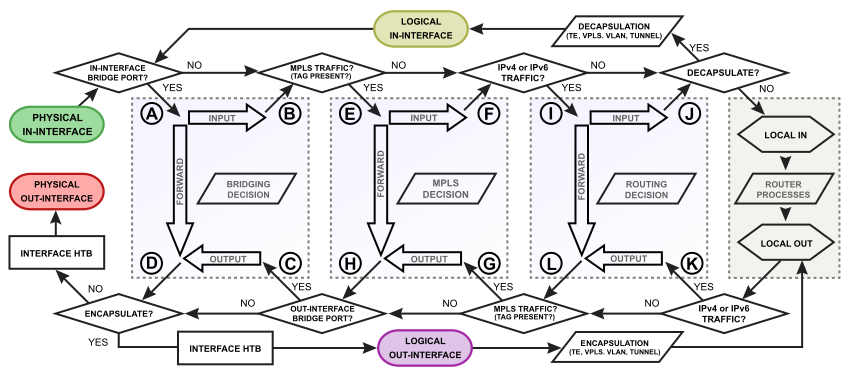 LOGICAL
IN-INTERFACE
DECAPSULATION
(TE, VPLS. VLAN, TUNNEL)
YES
IN-INTERFACE
BRIDGE PORT?
NO
MPLS TRAFFIC?
(TAG PRESENT?)
NO
IPv4 or IPv6
TRAFFIC?
NO
DECAPSULATE?
YES
YES
YES
NO
PHYSICAL
IN-INTERFACE
A
INPUT
B
E
INPUT
F
I
INPUT
J
LOCAL IN
FORWARD
BRIDGING
DECISION
FORWARD
MPLS
DECISION
FORWARD
ROUTING
DECISION
ROUTER
PROCESSES
PHYSICAL
OUT-INTERFACE
INTERFACE HTB
D
OUTPUT
C
H
OUTPUT
G
L
OUTPUT
K
LOCAL OUT
NO
YES
YES
YES
ENCAPSULATE?
NO
OUT-INTERFACE
BRIDGE PORT?
NO
MPLS TRAFFIC?
(TAG PRESENT?)
NO
IPv4 or IPv6
TRAFFIC?
YES
INTERFACE HTB
LOGICAL
OUT-INTERFACE
ENCAPSULATION
(TE, VPLS. VLAN, TUNNEL)